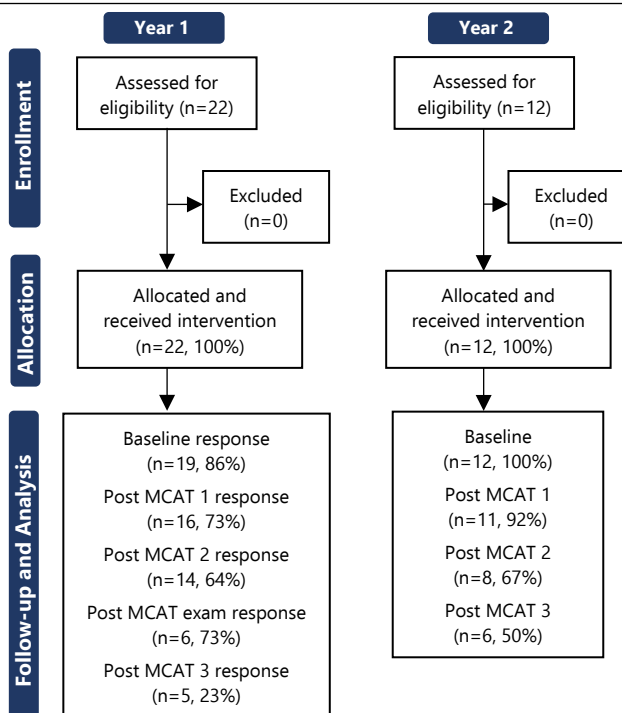 Year 1
Year 2
Enrollment
Assessed for
eligibility (n=22)
Assessed for
eligibility (n=12)
Excluded
(n=0)
Excluded
(n=0)
Allocation
Allocated and
received intervention
(n=22, 100%)
Allocated and
received intervention
(n=12, 100%)
Follow-up and Analysis
Baseline response
(n=19, 86%)
Post MCAT 1 response
(n=16, 73%)
Post MCAT 2 response
(n=14, 64%)
Post MCAT exam response
(n=6, 73%)
Post MCAT 3 response
(n=5, 23%)
Baseline
(n=12, 100%)
Post MCAT 1
(n=11, 92%)
Post MCAT 2
(n=8, 67%)
Post MCAT 3
(n=6, 50%)